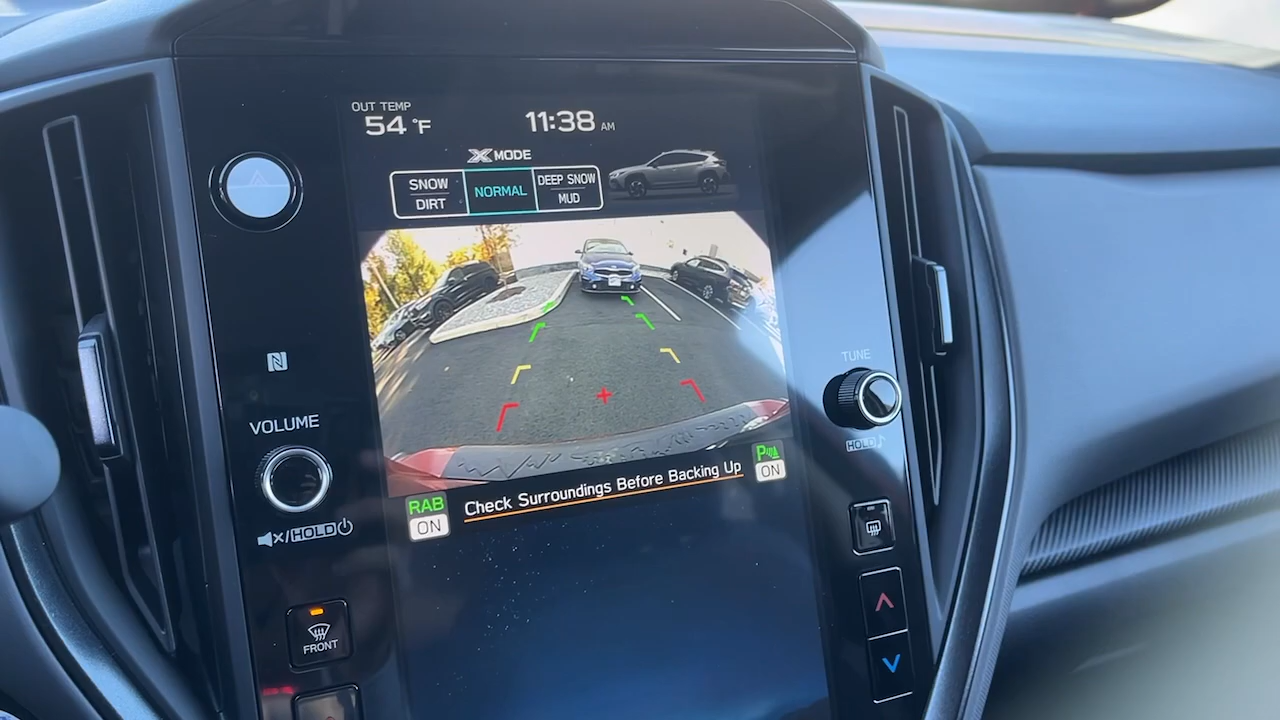 OUT TEMP
54 °F
11:38 AM
X MODE
SNOW
DIRT
NORMAL
DEEP SNOW
MUD
TUNE
HOLD
VOLUME
/HOLD
RAB
ON
Check Surroundings Before Backing Up
P
ON
FRONT